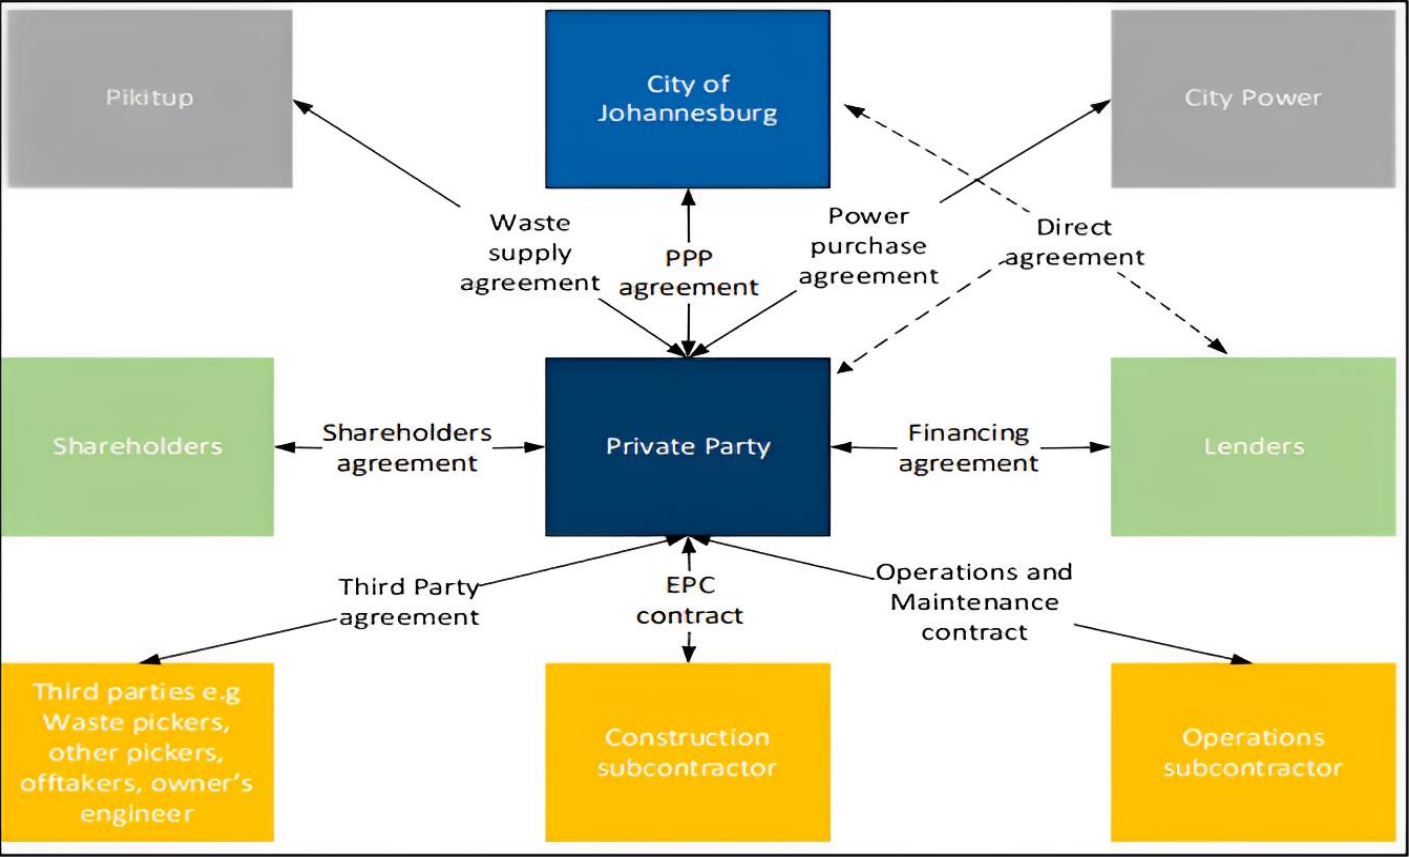 Pikitup
City of
Johannesburg
City Power
Waste
supply
agreement
PPP
agreement
Power
purchase
agreement
Direct
agreement
Shareholders
Shareholders
agreement
Private Party
Financing
agreement
Lenders
Third Party
agreement
EPC
contract
Operations and
Maintenance
contract
Third parties e.g
Waste pickers,
other pickers,
offtakers, owner's
engineer
Construction
subcontractor
Operations
subcontractor